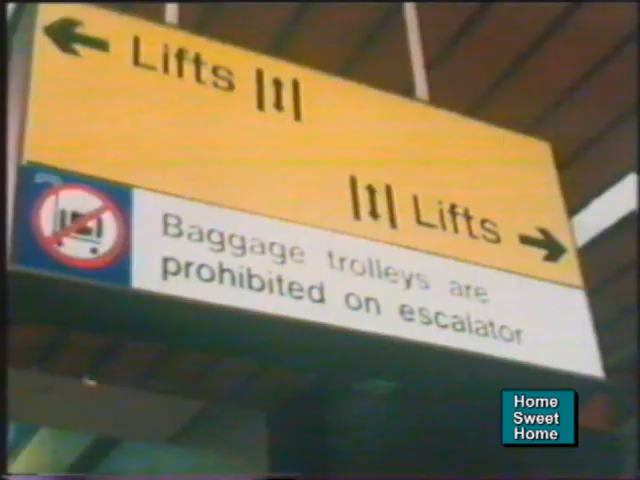 Lifts
Lifts
Baggage trolleys are
prohibited on escalator
Home
Sweet
Home